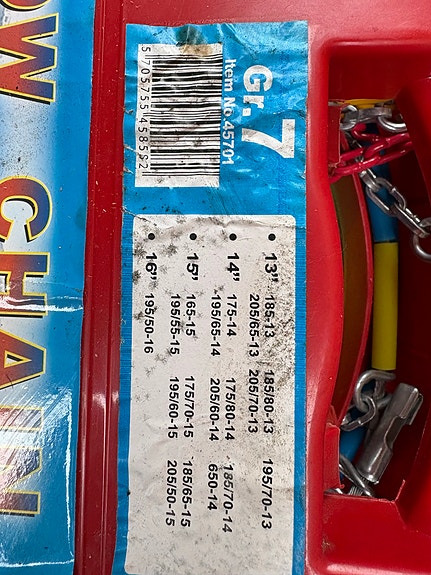 Gr. 7
Item No.45701
5 705755
• 13" 185-13 185/80-13 195/70-13
205/65-13 205/70-13
• 14" 175-14 175/80-14 185/70-14
195/65-14 205/60-14 650-14
• 15" 165-15 175/70-15 185/65-15
195/55-15 195/60-15 205/50-15
• 16" 195/50-16
OW CHAIN